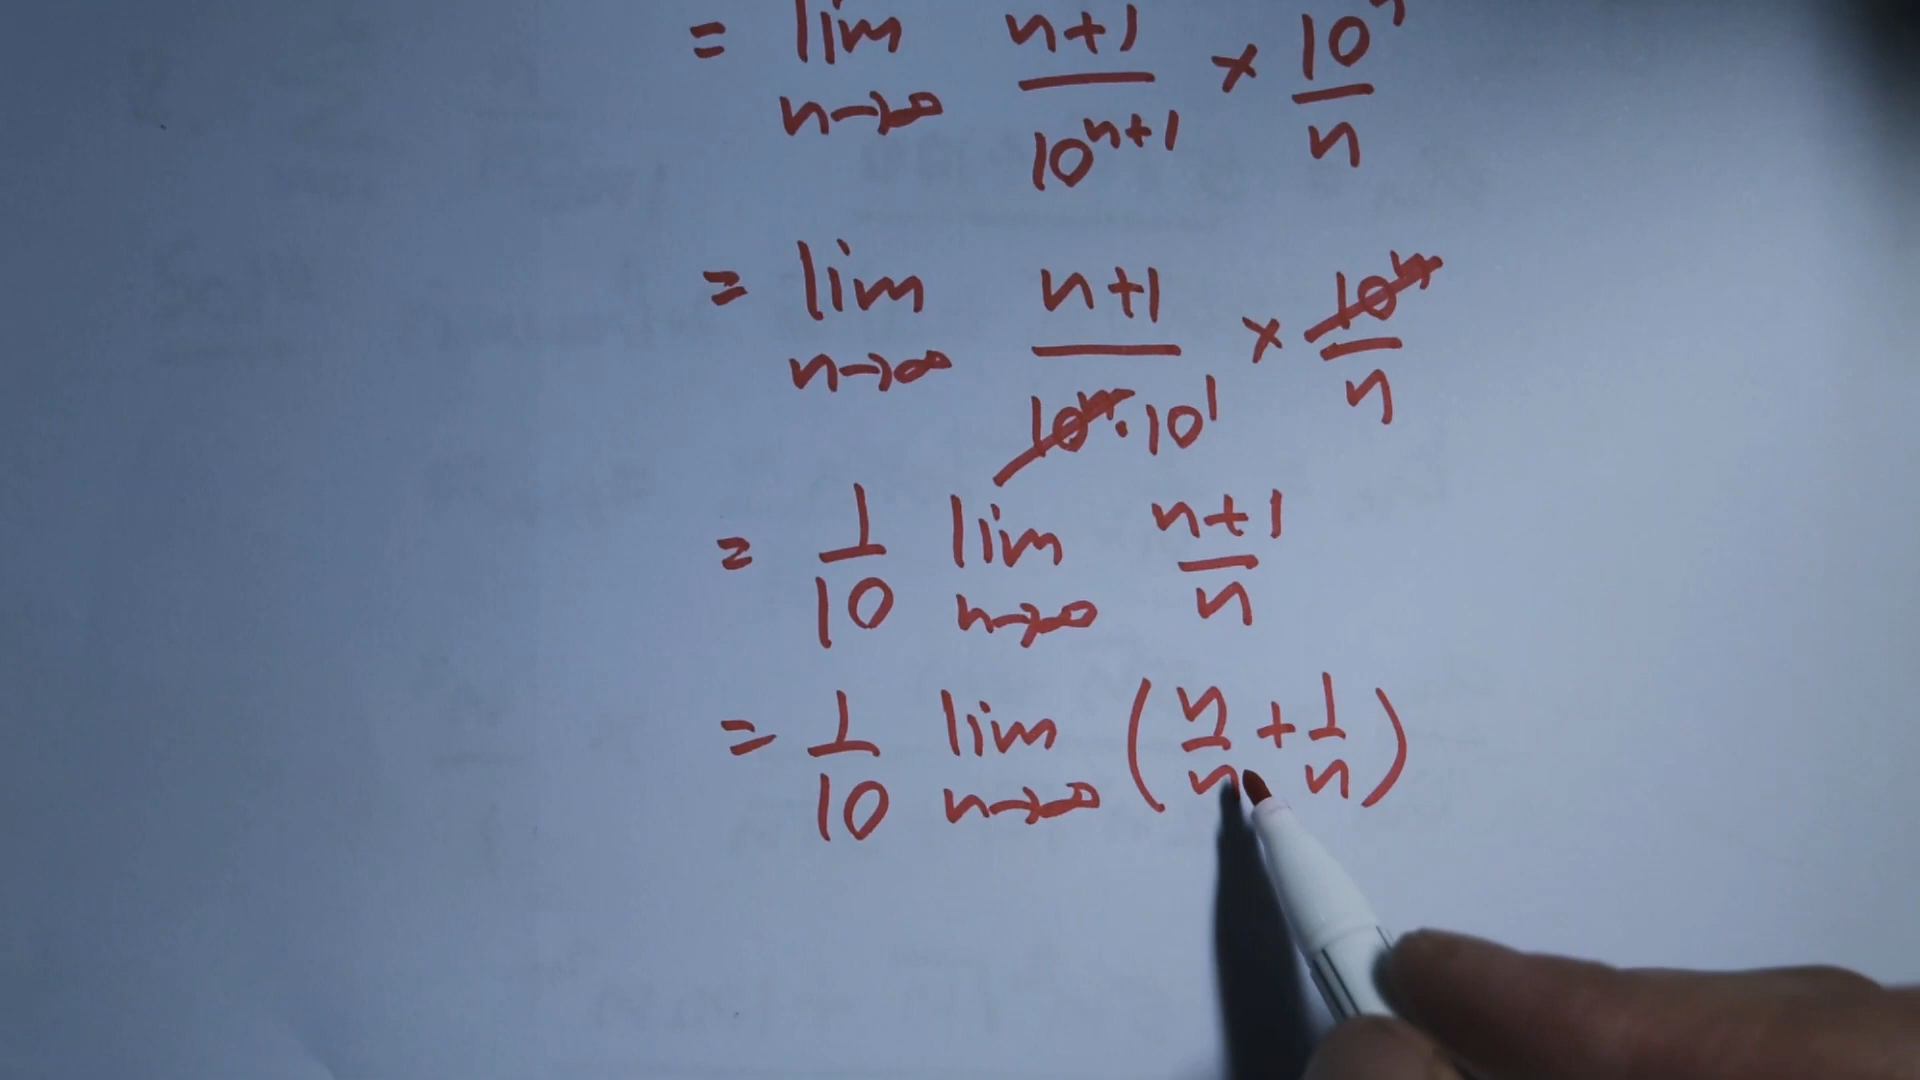 = lim n→∞ n+1/10^{n+1} × 10^n/n
= lim n→∞ n+1/10^n·10^1 × 10^n/n
= 1/10 lim n→∞ n+1/n
= 1/10 lim n→∞ (n/n + 1/n)